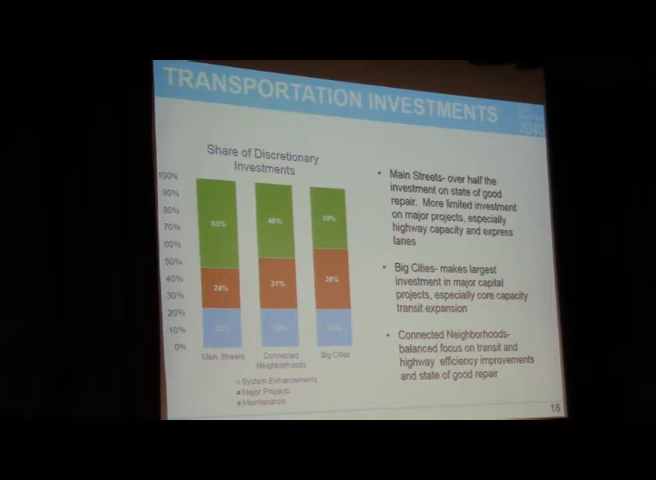 TRANSPORTATION INVESTMENTS
2040
Share of Discretionary
Investments
100%
90%
80%
70%
60%
50%
40%
30%
20%
10%
0%
53%
24%
46%
31%
39%
38%
Main Streets
Connected
Neighborhoods
Big Cities
System Enhancements
Major Projects
Maintenance
• Main Streets- over half the
investment on state of good
repair. More limited investment
on major projects, especially
highway capacity and express
lanes
• Big Cities- makes largest
investment in major capital
projects, especially core capacity
transit expansion
• Connected Neighborhoods-
balanced focus on transit and
highway efficiency improvements
and state of good repair
18